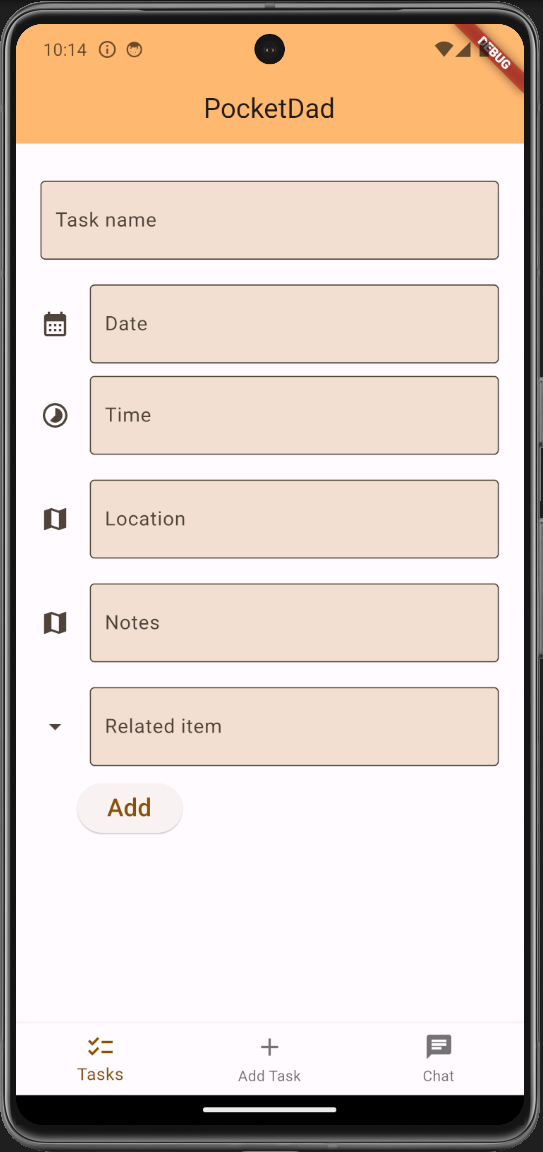 10:14
DEBUG
PocketDad
Task name
Date
Time
Location
Notes
Related item
Add
Tasks
Add Task
Chat